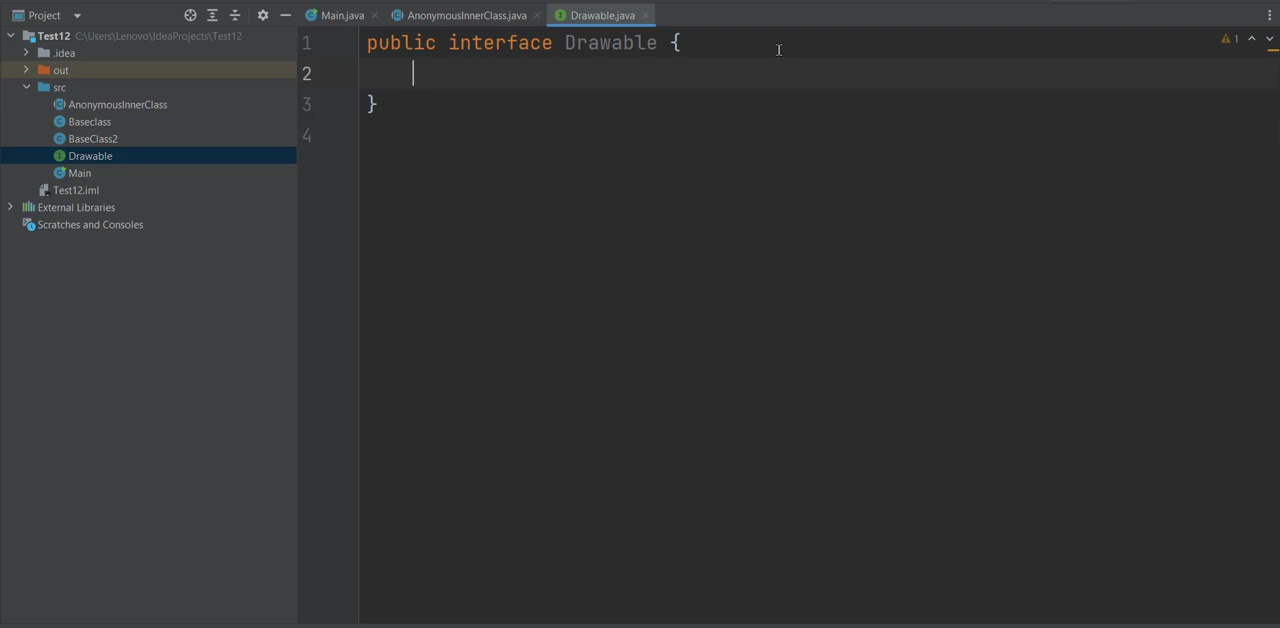 Project
Main.java
AnonymousInnerClass.java
Drawable.java
Test12 C:\Users\Lenovo\IdeaProjects\Test12
.idea
out
src
AnonymousInnerClass
Baseclass
BaseClass2
Drawable
Main
Test12.iml
External Libraries
Scratches and Consoles
1 public interface Drawable {
2
3 }
4
1